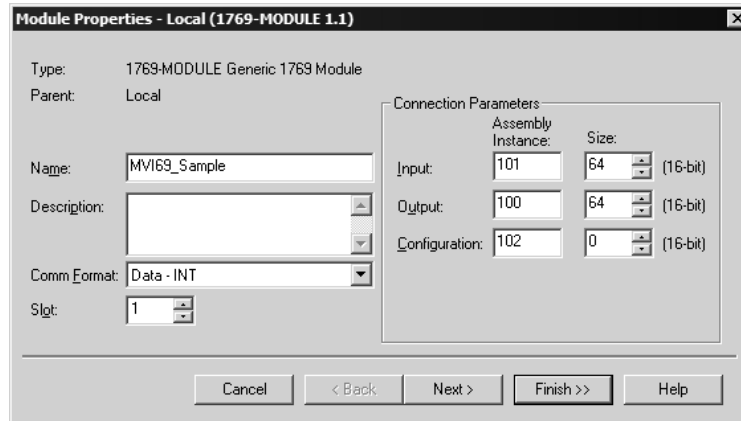 Module Properties - Local (1769-MODULE 1.1)
Type: 1769-MODULE Generic 1769 Module
Parent: Local
Connection Parameters
Assembly Instance: Size:
Name: MVI69_Sample
Input: 101 64 (16-bit)
Description:
Output: 100 64 (16-bit)
Configuration: 102 0 (16-bit)
Comm Format: Data - INT
Slot: 1
Cancel < Back Next > Finish >> Help